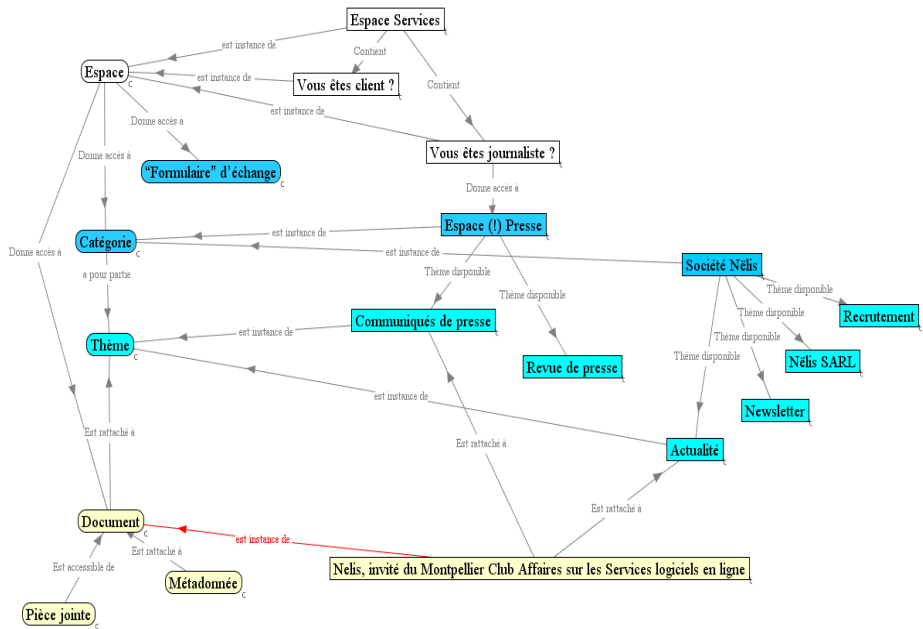 Espace Services
est instance de
Contient
Espace
est instance de
Vous êtes client ?
Contient
est instance de
Donne accès à
Vous êtes journaliste ?
Donne accès à
"Formulaire" d'échange
Donne accès à
Espace (!) Presse
Catégorie
est instance de
est instance de
Donne accès à
Société Nëlis
a pour partie
Thème disponible
Thème disponible
Thème disponible
Recrutement
Thème disponible
Communiqués de presse
est instance de
Thème
Thème disponible
Thème disponible
Nëlis SARL
Revue de presse
est instance de
Newsletter
Est rattaché à
Est rattaché à
Actualité
Est rattaché à
Document
est instance de
Est rattaché à
Est accessible de
Nelis, invité du Montpellier Club Affaires sur les Services logiciels en ligne
Métadonnée
Pièce jointe